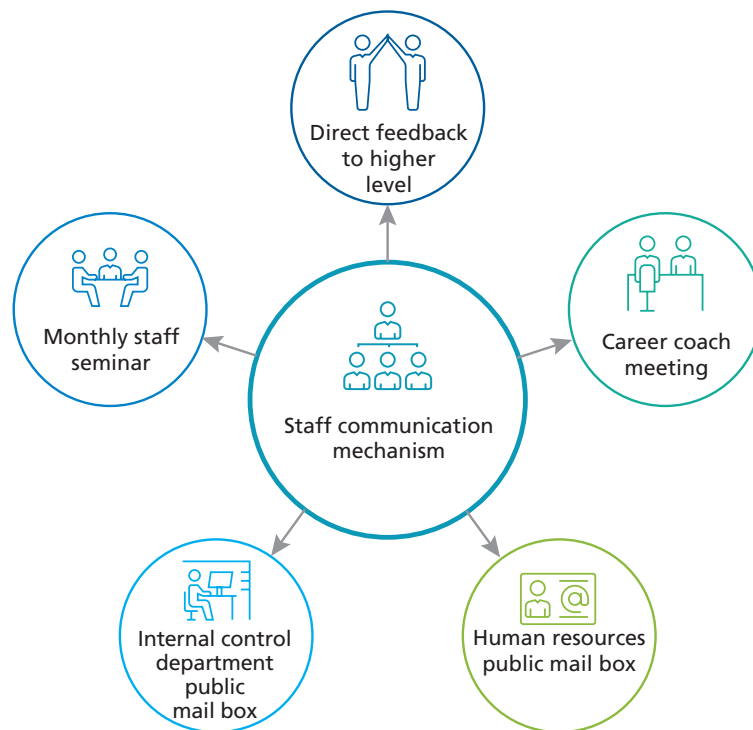 Direct feedback
to higher
level
Monthly staff
seminar
Career coach
meeting
Staff communication
mechanism
Internal control
department
public
mail box
Human resources
public mail box